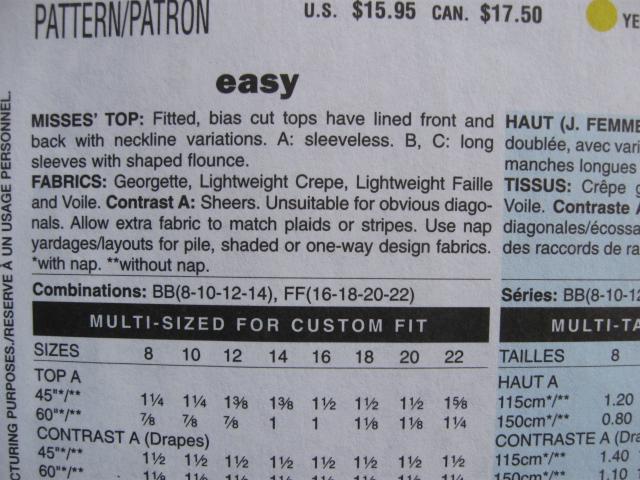 PATTERN/PATRON
U.S. $15.95 CAN. $17.50
YE
easy
MISSES' TOP: Fitted, bias cut tops have lined front and
back with neckline variations. A: sleeveless. B, C: long
sleeves with shaped flounce.
FABRICS: Georgette, Lightweight Crepe, Lightweight Faille
and Voile. Contrast A: Sheers. Unsuitable for obvious diago-
nals. Allow extra fabric to match plaids or stripes. Use nap
yardages/layouts for pile, shaded or one-way design fabrics.
*with nap. **without nap.
Combinations: BB(8-10-12-14), FF(16-18-20-22)
MULTI-SIZED FOR CUSTOM FIT
SIZES 8 10 12 14 16 18 20 22
TOP A
45"*/** 1¼ 1¼ 1⅜ 1⅜ 1½ 1½ 1½ 1⅝
60"*/** ⅞ ⅞ ⅞ 1 1 1⅛ 1⅛ 1¼
CONTRAST A (Drapes)
45"*/** 1½ 1½ 1½ 1½ 1½ 1½ 1½ 1½
60"*/**
HAUT (J. FEMME
doublée, avec vari
manches longues
TISSUS: Crêpe
Voile. Contraste A
diagonales/écossa
des raccords de ra
Séries: BB(8-10-12
MULTI-TA
TAILLES 8
HAUT A
115cm*/** 1.20
150cm*/** 0.80
CONTRASTE A (D
115cm*/** 1.40
150cm*/** 1.10
CTURING PURPOSES./RESERVE À UN USAGE PERSONNEL.